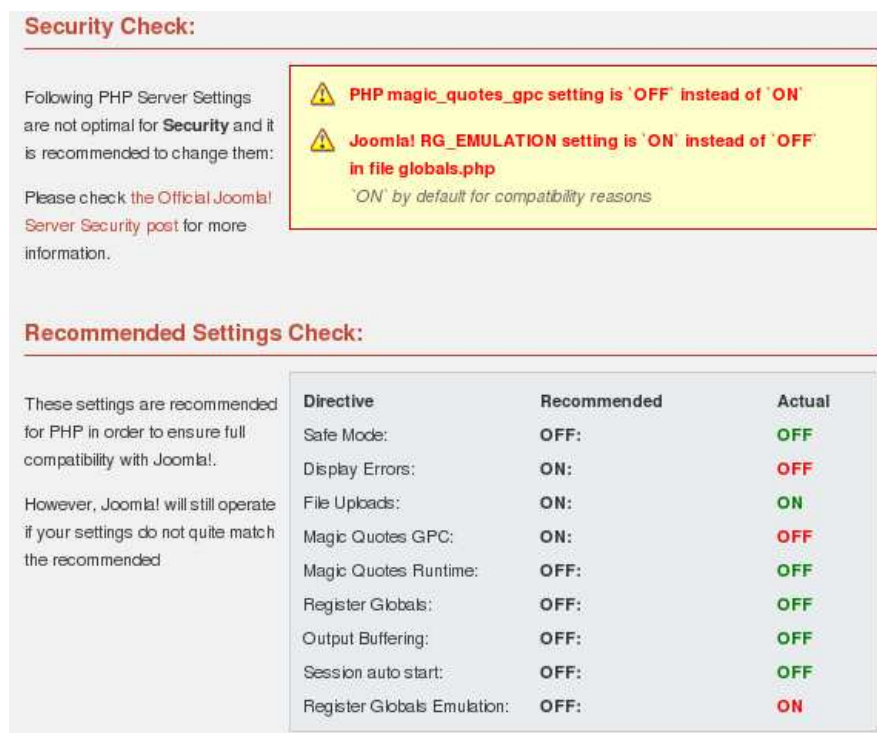 Security Check:
Following PHP Server Settings
are not optimal for Security and it
is recommended to change them:
Please check the Official Joomla!
Server Security post for more
information.
PHP magic_quotes_gpc setting is `OFF` instead of `ON`
Joomla! RG_EMULATION setting is `ON` instead of `OFF`
in file globals.php
`ON` by default for compatibility reasons
Recommended Settings Check:
These settings are recommended
for PHP in order to ensure full
compatibility with Joomla!.
However, Joomla! will still operate
if your settings do not quite match
the recommended
Directive Recommended Actual
Safe Mode: OFF: OFF
Display Errors: ON: OFF
File Uploads: ON: ON
Magic Quotes GPC: ON: OFF
Magic Quotes Runtime: OFF: OFF
Register Globals: OFF: OFF
Output Buffering: OFF: OFF
Session auto start: OFF: OFF
Register Globals Emulation: OFF: ON